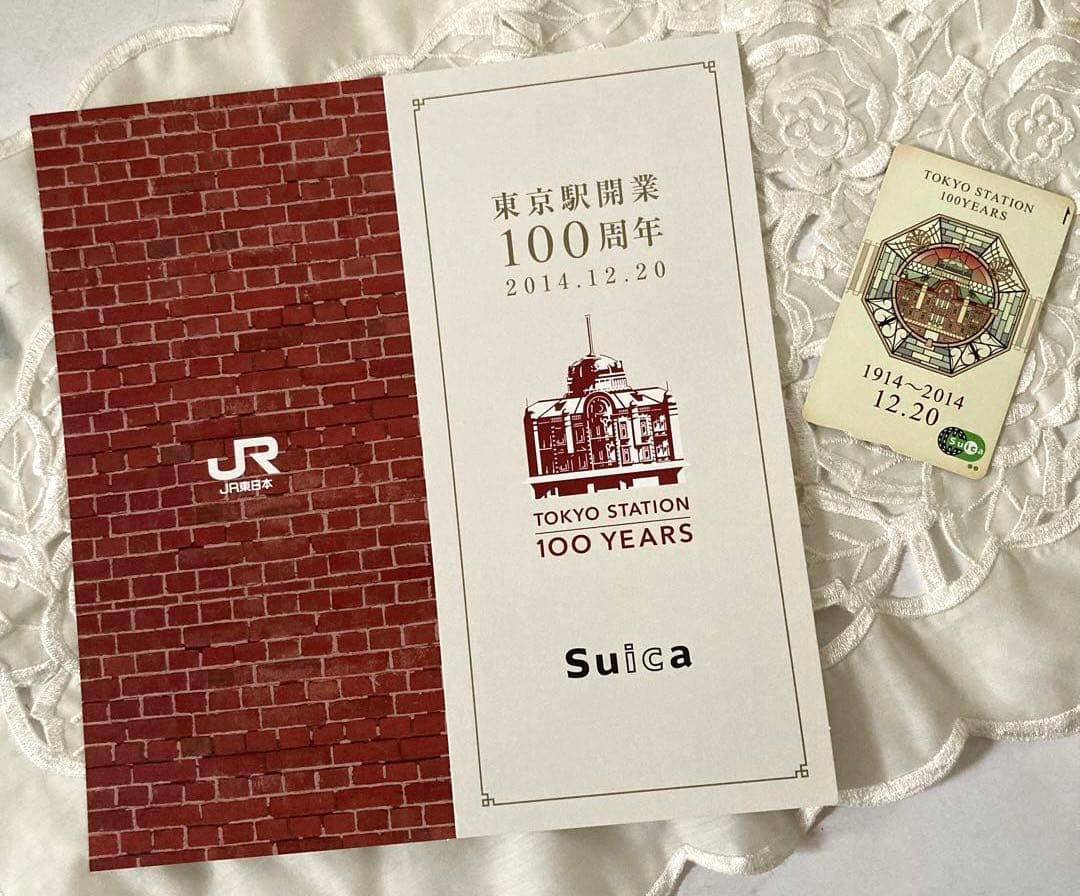 JR
JR東日本
東京駅開業
100周年
2014.12.20
TOKYO STATION
100 YEARS
Suica
TOKYO STATION
100YEARS
1914～2014
12.20
Suica